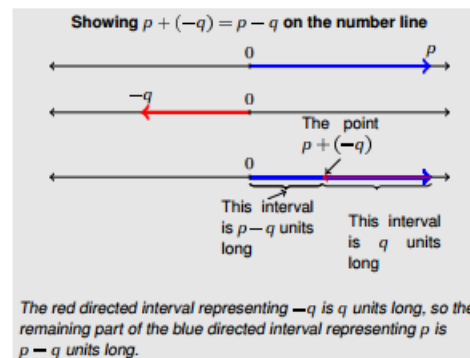 Showing p + (−q) = p − q on the number line
0 p
−q 0
The point
p + (−q)
0
This interval
is p − q units
long
This interval
is q units
long
The red directed interval representing −q is q units long, so the
remaining part of the blue directed interval representing p is
p − q units long.